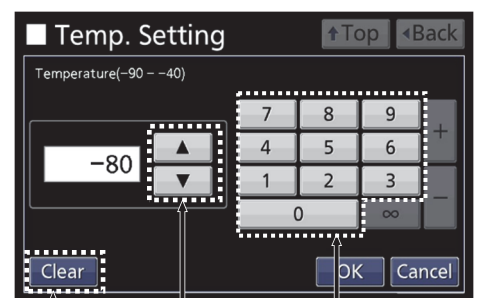 Temp. Setting
Top
Back
Temperature(−90 – −40)
7 8 9 +
4 5 6
−80
1 2 3 −
0 ∞
Clear
OK
Cancel